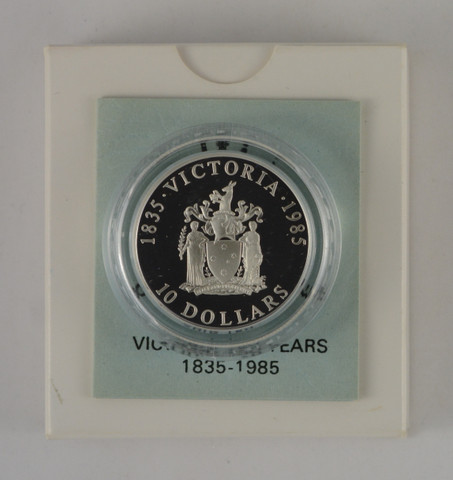 1835 · VICTORIA · 1985
10 DOLLARS
VIC YEARS
1835-1985